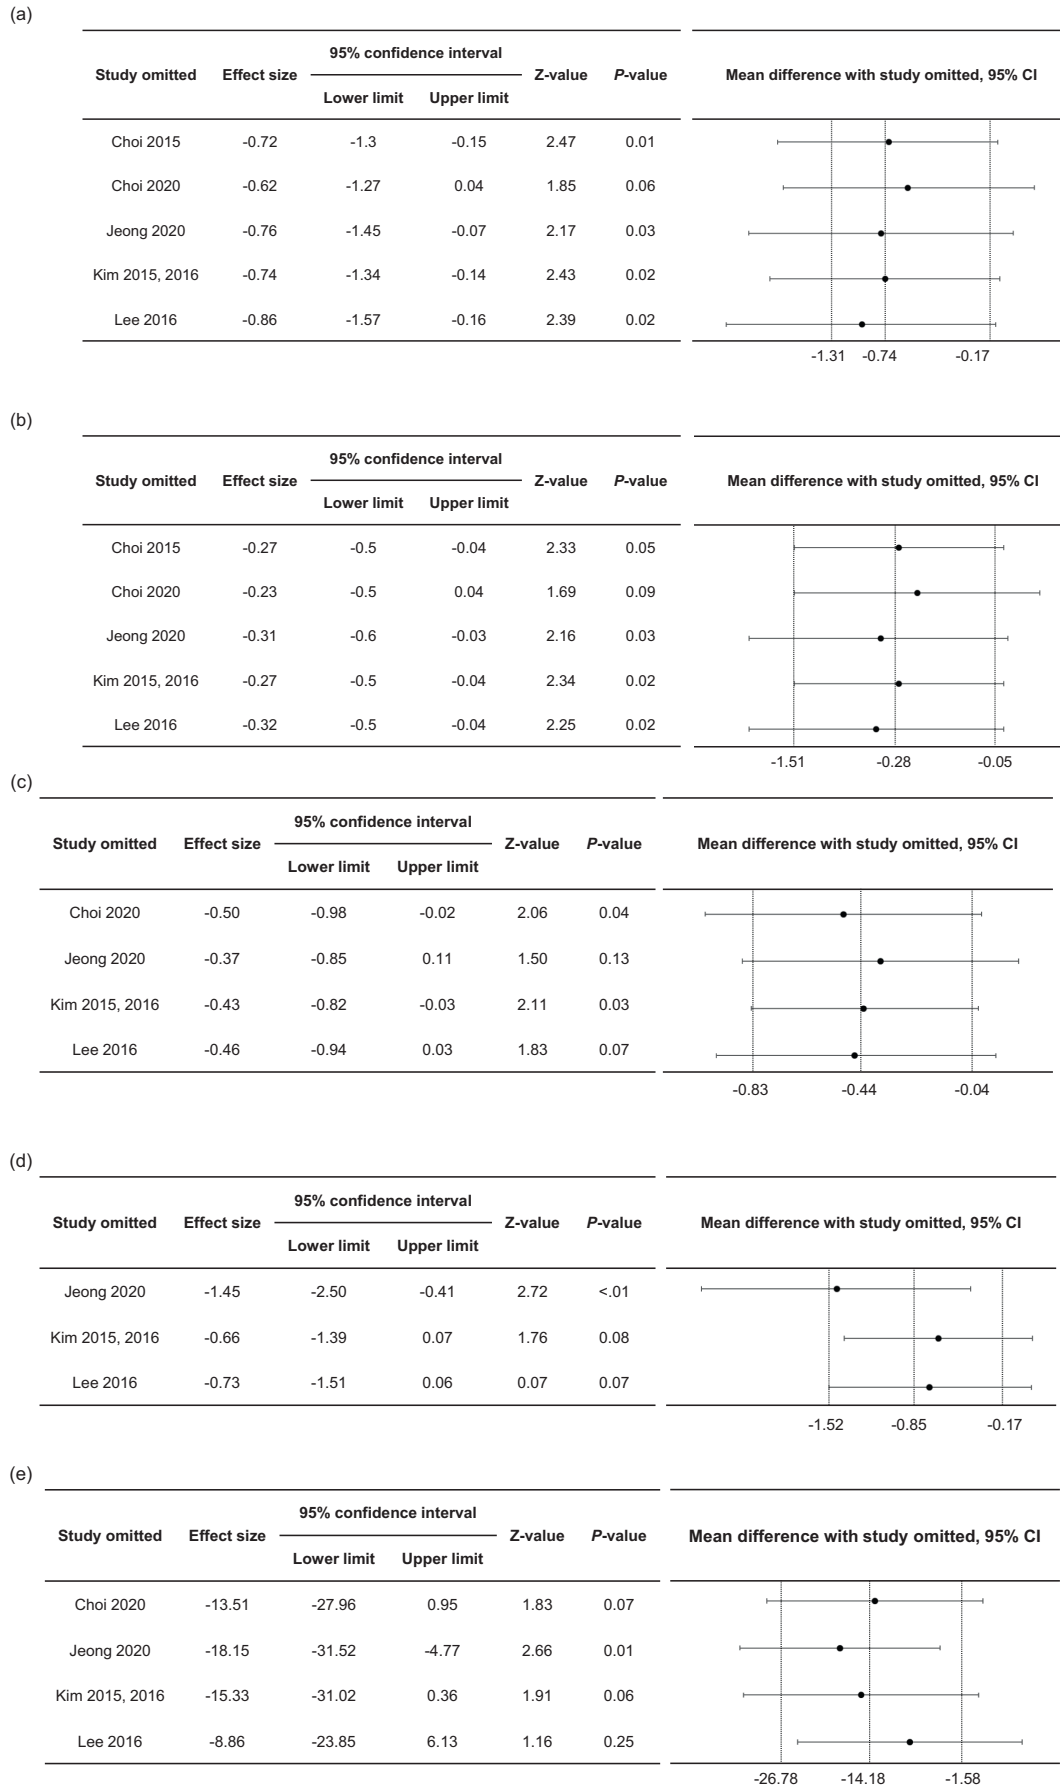 (a)
95% confidence interval
Study omitted Effect size Z-value P-value Mean difference with study omitted, 95% CI
Lower limit Upper limit
Choi 2015 -0.72 -1.3 -0.15 2.47 0.01
Choi 2020 -0.62 -1.27 0.04 1.85 0.06
Jeong 2020 -0.76 -1.45 -0.07 2.17 0.03
Kim 2015, 2016 -0.74 -1.34 -0.14 2.43 0.02
Lee 2016 -0.86 -1.57 -0.16 2.39 0.02
-1.31 -0.74 -0.17
(b)
95% confidence interval
Study omitted Effect size Z-value P-value Mean difference with study omitted, 95% CI
Lower limit Upper limit
Choi 2015 -0.27 -0.5 -0.04 2.33 0.05
Choi 2020 -0.23 -0.5 0.04 1.69 0.09
Jeong 2020 -0.31 -0.6 -0.03 2.16 0.03
Kim 2015, 2016 -0.27 -0.5 -0.04 2.34 0.02
Lee 2016 -0.32 -0.5 -0.04 2.25 0.02
-1.51 -0.28 -0.05
(c)
95% confidence interval
Study omitted Effect size Z-value P-value Mean difference with study omitted, 95% CI
Lower limit Upper limit
Choi 2020 -0.50 -0.98 -0.02 2.06 0.04
Jeong 2020 -0.37 -0.85 0.11 1.50 0.13
Kim 2015, 2016 -0.43 -0.82 -0.03 2.11 0.03
Lee 2016 -0.46 -0.94 0.03 1.83 0.07
-0.83 -0.44 -0.04
(d)
95% confidence interval
Study omitted Effect size Z-value P-value Mean difference with study omitted, 95% CI
Lower limit Upper limit
Jeong 2020 -1.45 -2.50 -0.41 2.72 <.01
Kim 2015, 2016 -0.66 -1.39 0.07 1.76 0.08
Lee 2016 -0.73 -1.51 0.06 0.07 0.07
-1.52 -0.85 -0.17
(e)
95% confidence interval
Study omitted Effect size Z-value P-value Mean difference with study omitted, 95% CI
Lower limit Upper limit
Choi 2020 -13.51 -27.96 0.95 1.83 0.07
Jeong 2020 -18.15 -31.52 -4.77 2.66 0.01
Kim 2015, 2016 -15.33 -31.02 0.36 1.91 0.06
Lee 2016 -8.86 -23.85 6.13 1.16 0.25
-26.78 -14.18 -1.58